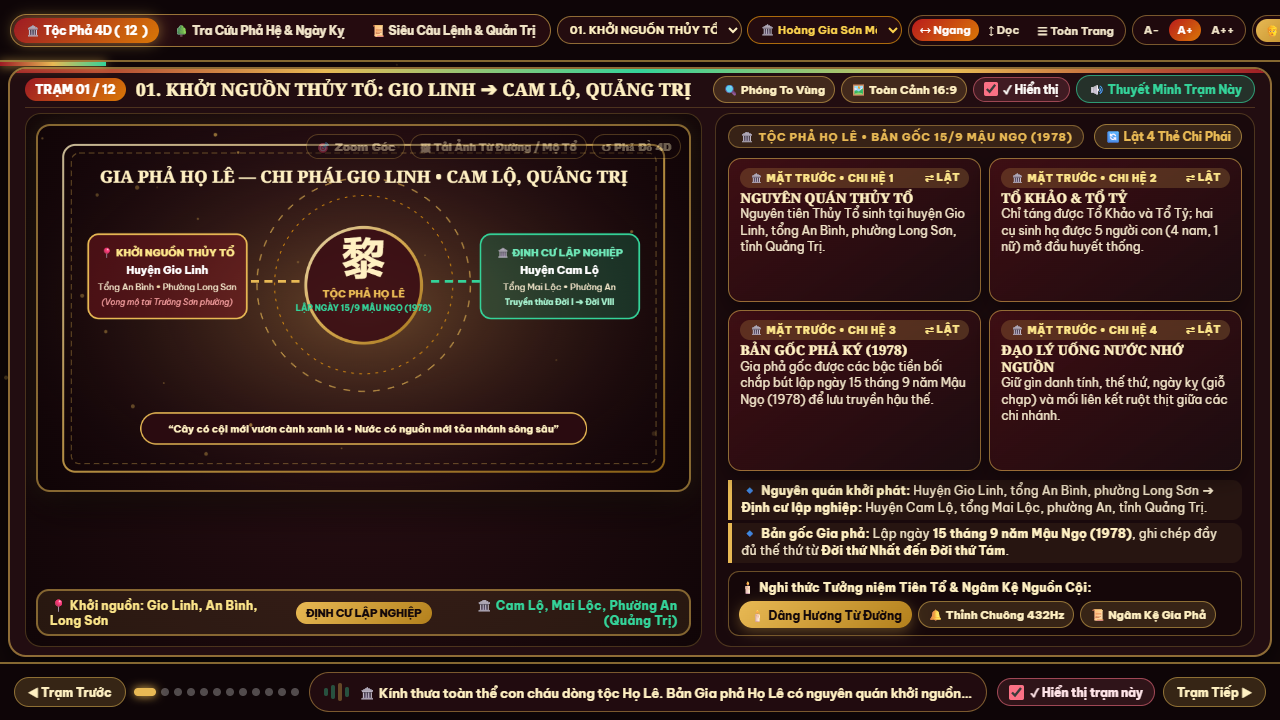 Tộc Phả 4D ( 12 )
Tra Cứu Phả Hệ & Ngày Kỵ
Siêu Câu Lệnh & Quản Trị
01. KHỞI NGUỒN THỦY TỔ
Hoàng Gia Sơn M
↔ Ngang
↕ Dọc
☰ Toàn Trang
A-
A+
A++
TRẠM 01 / 12
01. KHỞI NGUỒN THỦY TỔ: GIO LINH ➔ CAM LỘ, QUẢNG TRỊ
Phóng To Vùng
Toàn Cảnh 16:9
✓ Hiển thị
Thuyết Minh Trạm Này
Zoom Góc
Tải Ảnh Từ Đường / Mộ Tổ
↺ Phả Đồ 4D
GIA PHẢ HỌ LÊ — CHI PHÁI GIO LINH • CAM LỘ, QUẢNG TRỊ
KHỞI NGUỒN THỦY TỔ
Huyện Gio Linh
Tổng An Bình • Phường Long Sơn
(Vong mộ tại Trường Sơn phường)
黎
TỘC PHẢ HỌ LÊ
LẬP NGÀY 15/9 MẬU NGỌ (1978)
ĐỊNH CƯ LẬP NGHIỆP
Huyện Cam Lộ
Tổng Mai Lộc • Phường An
Truyền thừa Đời I ➔ Đời VIII
“Cây có cội mới vươn cành xanh lá • Nước có nguồn mới tỏa nhánh sông sâu”
Khởi nguồn: Gio Linh, An Bình,
Long Sơn
ĐỊNH CƯ LẬP NGHIỆP
Cam Lộ, Mai Lộc, Phường An
(Quảng Trị)
TỘC PHẢ HỌ LÊ • BẢN GỐC 15/9 MẬU NGỌ (1978)
Lật 4 Thẻ Chi Phái
MẶT TRƯỚC • CHI HỆ 1
⇄ LẬT
NGUYÊN QUÁN THỦY TỔ
Nguyên tiên Thủy Tổ sinh tại huyện Gio
Linh, tổng An Bình, phường Long Sơn,
tỉnh Quảng Trị.
MẶT TRƯỚC • CHI HỆ 2
⇄ LẬT
TỔ KHẢO & TỔ TỶ
Chỉ táng được Tổ Khảo và Tổ Tỷ; hai
cụ sinh hạ được 5 người con (4 nam, 1
nữ) mở đầu huyết thống.
MẶT TRƯỚC • CHI HỆ 3
⇄ LẬT
BẢN GỐC PHẢ KÝ (1978)
Gia phả gốc được các bậc tiền bối
chắp bút lập ngày 15 tháng 9 năm Mậu
Ngọ (1978) để lưu truyền hậu thế.
MẶT TRƯỚC • CHI HỆ 4
⇄ LẬT
ĐẠO LÝ UỐNG NƯỚC NHỚ
NGUỒN
Giữ gìn danh tính, thế thứ, ngày kỵ (giỗ
chạp) và mối liên kết ruột thịt giữa các
chi nhánh.
Nguyên quán khởi phát: Huyện Gio Linh, tổng An Bình, phường Long Sơn ➔
Định cư lập nghiệp: Huyện Cam Lộ, tổng Mai Lộc, phường An, tỉnh Quảng Trị.
Bản gốc Gia phả: Lập ngày 15 tháng 9 năm Mậu Ngọ (1978), ghi chép đầy
đủ thế thứ từ Đời thứ Nhất đến Đời thứ Tám.
Nghi thức Tưởng niệm Tiên Tổ & Ngâm Kệ Nguồn Cội:
Dâng Hương Từ Đường
Thỉnh Chuông 432Hz
Ngâm Kệ Gia Phả
◀ Trạm Trước
Kính thưa toàn thể con cháu dòng tộc Họ Lê. Bản Gia phả Họ Lê có nguyên quán khởi nguồn...
✓ Hiển thị trạm này
Trạm Tiếp ▶